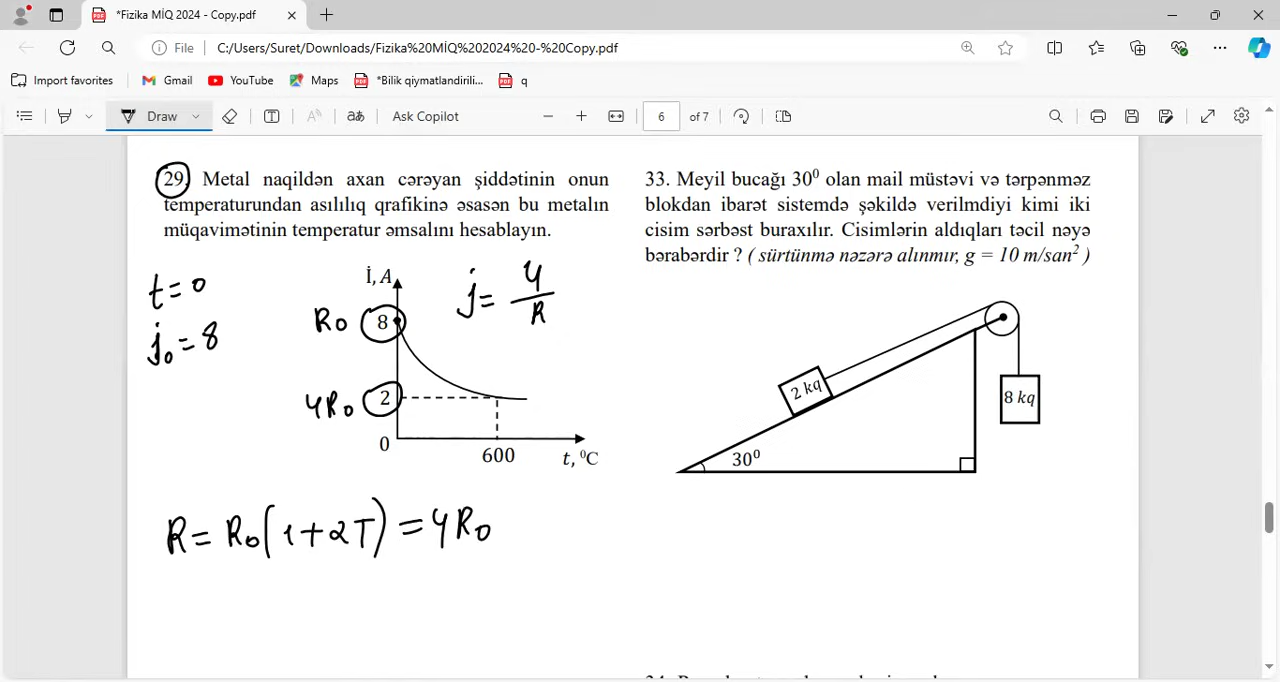 *Fizika MİQ 2024 - Copy.pdf
File C:/Users/Suret/Downloads/Fizika%20MİQ%202024%20-%20Copy.pdf
Import favorites Gmail YouTube Maps *Bilik qiymatlandirili... q
Draw aあ Ask Copilot 6 of 7
29. Metal naqildən axan cərəyan şiddətinin onun
temperaturundan asılılıq qrafikinə əsasən bu metalın
müqavimətinin temperatur əmsalını hesablayın.
t=0
j₀=8
İ, A
R₀ 8
4R₀ 2
0
600
t, ⁰C
j= U/R
R=R₀(1+αT)=4R₀
33. Meyil bucağı 30⁰ olan mail müstəvi və tərpənməz
blokdan ibarət sistemdə şəkildə verilmdiyi kimi iki
cisim sərbəst buraxılır. Cisimlərin aldıqları təcil nəyə
bərabərdir ? ( sürtünmə nəzərə alınmır, g = 10 m/san² )
2 kq
8 kq
30⁰